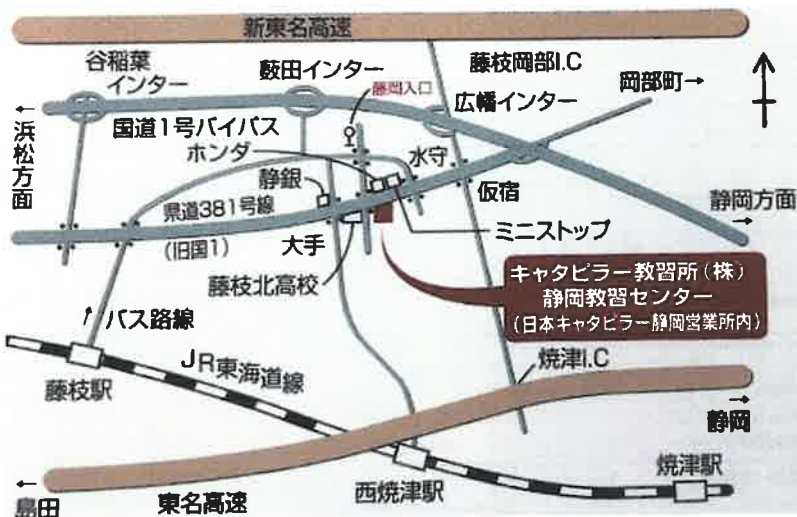 新東名高速
谷稲葉
インター
薮田インター
藤枝岡部I.C
岡部町→
藤岡入口
広幡インター
国道1号バイパス
←
浜松方面
ホンダ
水守
静銀
仮宿
県道381号線
(旧国1)
大手
ミニストップ
静岡方面
→
藤枝北高校
キャタピラー教習所(株)
静岡教習センター
(日本キャタピラー静岡営業所内)
↑バス路線
JR東海道線
焼津I.C
藤枝駅
→
静岡
←
島田
東名高速
西焼津駅
焼津駅